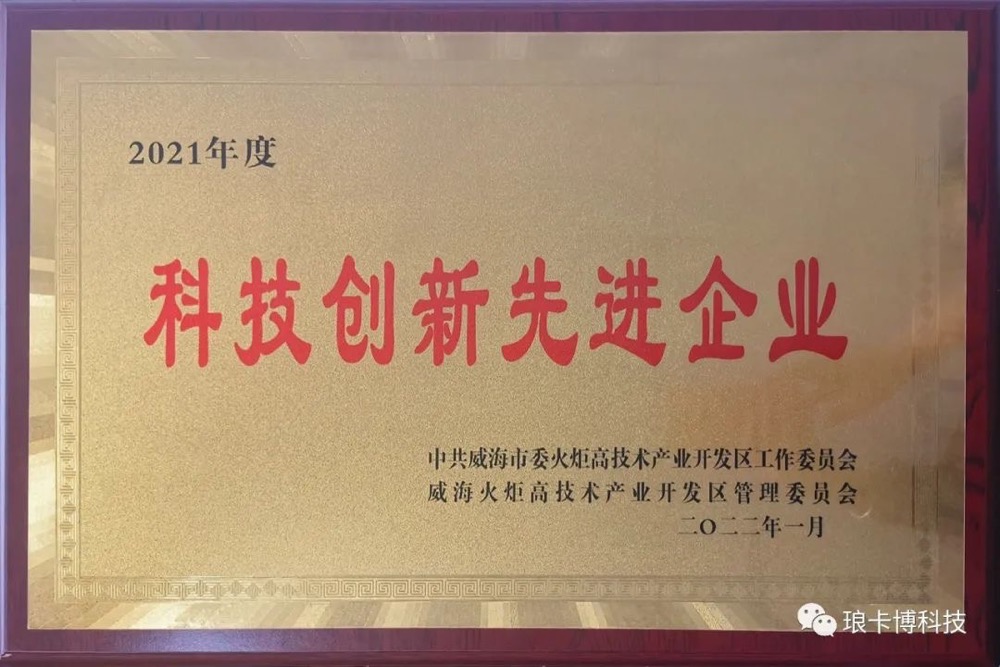 2021年度
科技创新先进企业
中共威海市委火炬高技术产业开发区工作委员会
威海火炬高技术产业开发区管理委员会
二〇二二年一月
琅卡博科技